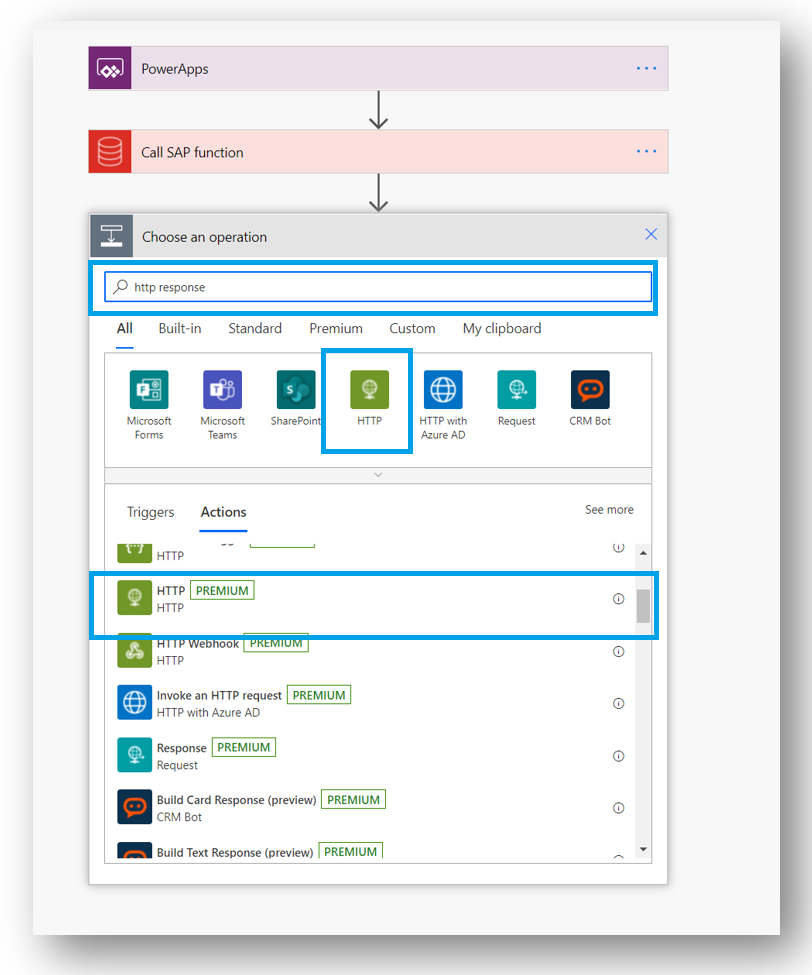 PowerApps
Call SAP function
Choose an operation
http response
All Built-in Standard Premium Custom My clipboard
Microsoft Forms
Microsoft Teams
SharePoint
HTTP
HTTP with Azure AD
Request
CRM Bot
Triggers Actions See more
HTTP
HTTP PREMIUM
HTTP
HTTP Webhook PREMIUM
HTTP
Invoke an HTTP request PREMIUM
HTTP with Azure AD
Response PREMIUM
Request
Build Card Response (preview) PREMIUM
CRM Bot
Build Text Response (preview) PREMIUM